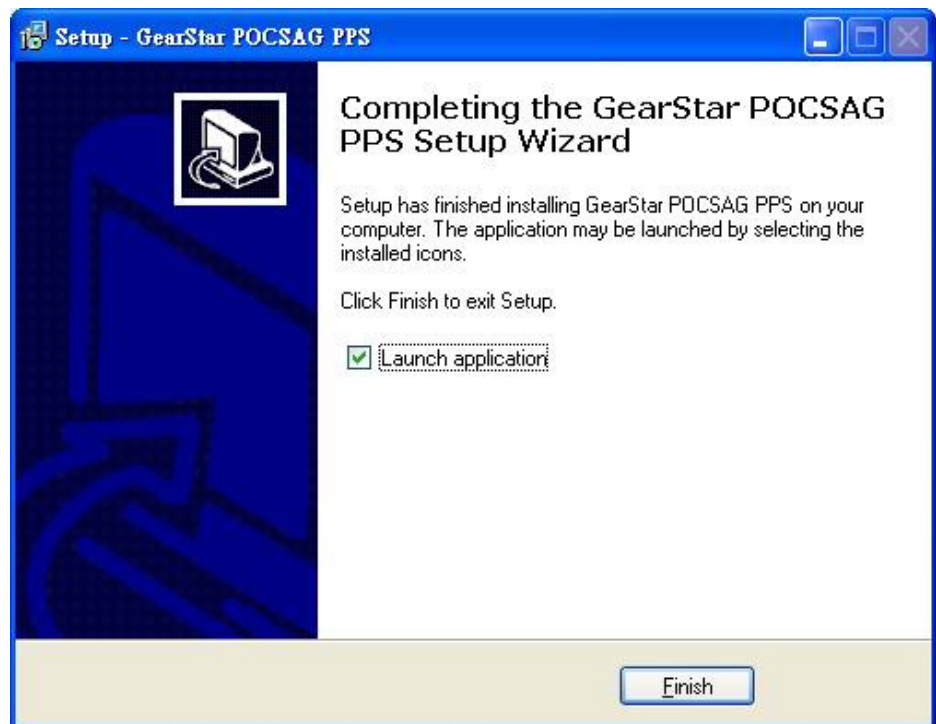 Setup - GearStar POCSAG PPS
Completing the GearStar POCSAG
PPS Setup Wizard
Setup has finished installing GearStar POCSAG PPS on your
computer. The application may be launched by selecting the
installed icons.
Click Finish to exit Setup.
Launch application
Finish